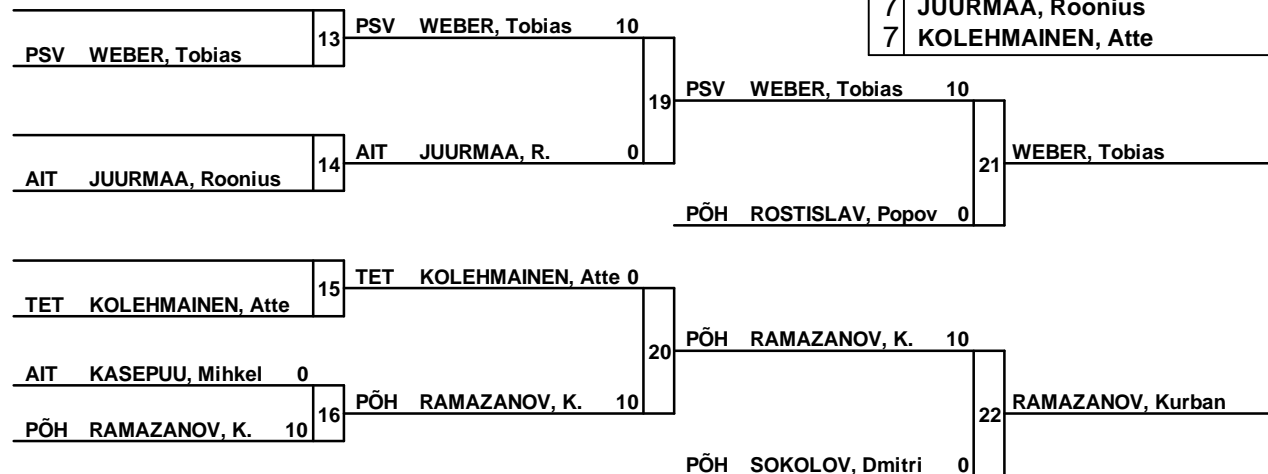 7 JUURMAA, Roonius
7 KOLEHMAINEN, Atte
PSV WEBER, Tobias
13
PSV WEBER, Tobias 10
AIT JUURMAA, Roonius
14
AIT JUURMAA, R. 0
19
PSV WEBER, Tobias 10
PÕH ROSTISLAV, Popov 0
21
WEBER, Tobias
TET KOLEHMAINEN, Atte
15
TET KOLEHMAINEN, Atte 0
AIT KASEPUU, Mihkel 0
PÕH RAMAZANOV, K. 10
16
PÕH RAMAZANOV, K. 10
20
PÕH RAMAZANOV, K. 10
PÕH SOKOLOV, Dmitri 0
22
RAMAZANOV, Kurban